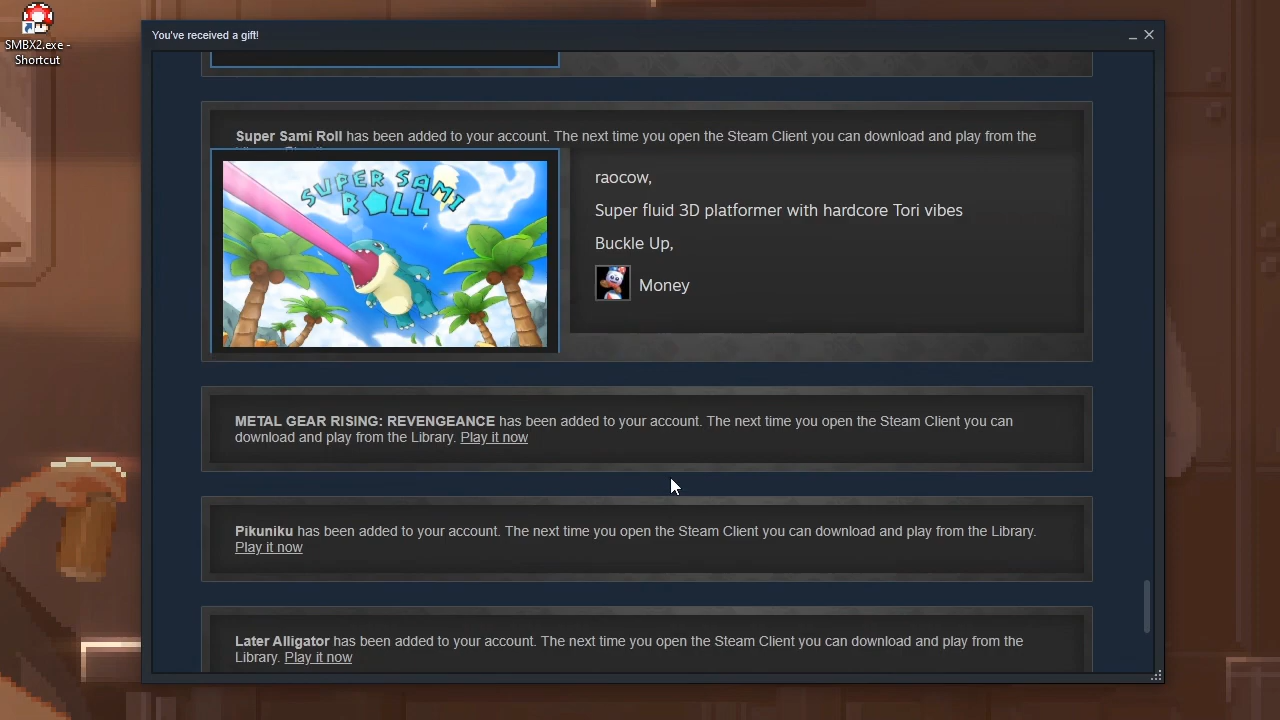 SMBX2.exe -
Shortcut
You've received a gift!
Super Sami Roll has been added to your account. The next time you open the Steam Client you can download and play from the
SUPER SAMI
ROLL
raocow,
Super fluid 3D platformer with hardcore Tori vibes
Buckle Up,
Money
METAL GEAR RISING: REVENGEANCE has been added to your account. The next time you open the Steam Client you can
download and play from the Library. Play it now
Pikuniku has been added to your account. The next time you open the Steam Client you can download and play from the Library.
Play it now
Later Alligator has been added to your account. The next time you open the Steam Client you can download and play from the
Library. Play it now